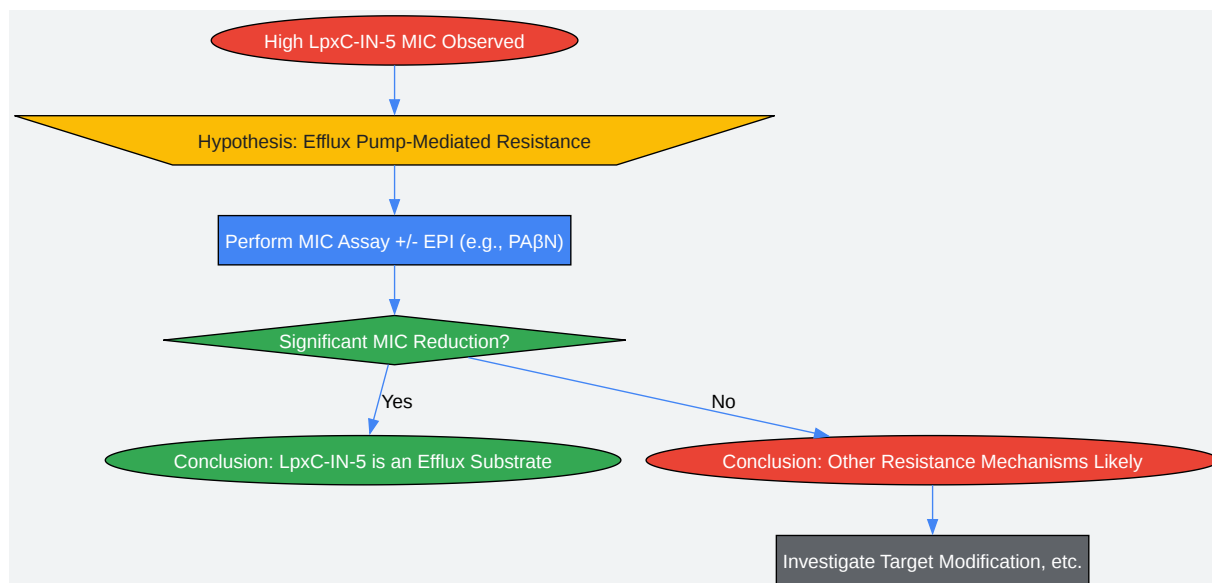 High LpxC-IN-5 MIC Observed
Hypothesis: Efflux Pump-Mediated Resistance
Perform MIC Assay +/- EPI (e.g., PAβN)
Significant MIC Reduction?
Yes
No
Conclusion: LpxC-IN-5 is an Efflux Substrate
Conclusion: Other Resistance Mechanisms Likely
Investigate Target Modification, etc.